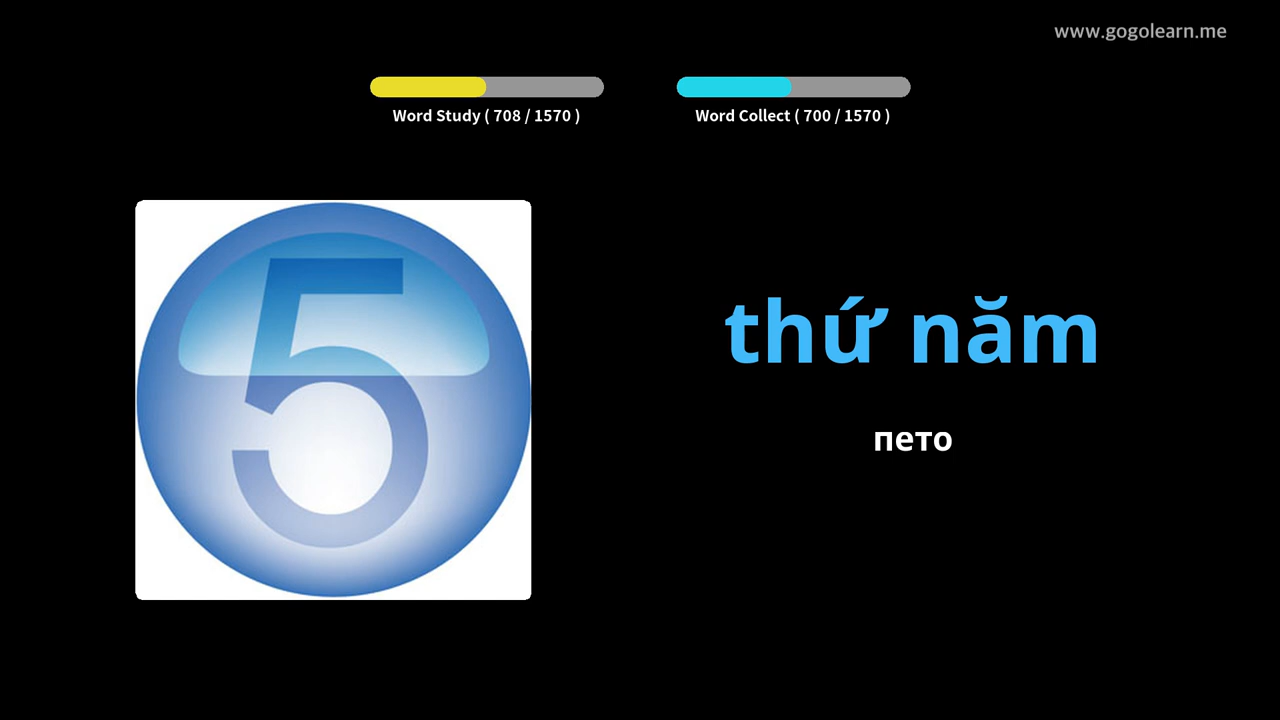 www.gogolearn.me
Word Study ( 708 / 1570 )
Word Collect ( 700 / 1570 )
5
thứ năm
пето